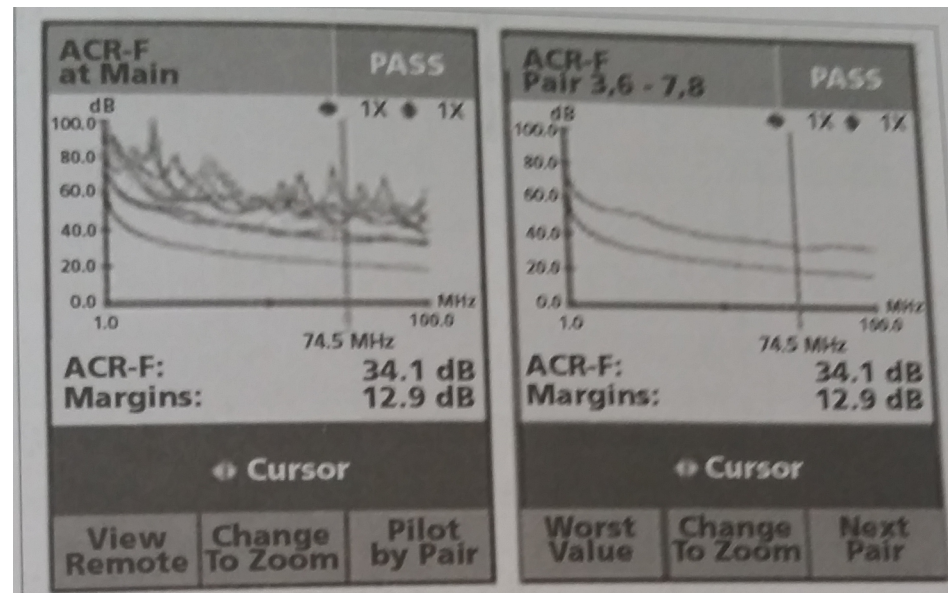 ACR-F
at Main
PASS
1X 1X
dB
100.0
80.0
60.0
40.0
20.0
0.0
MHz
1.0
100.0
74.5 MHz
ACR-F: 34.1 dB
Margins: 12.9 dB
Cursor
View
Remote
Change
To Zoom
Pilot
by Pair
ACR-F
Pair 3,6 - 7,8
PASS
1X 1X
dB
100.0
80.0
60.0
40.0
20.0
0.0
MHz
1.0
100.0
74.5 MHz
ACR-F: 34.1 dB
Margins: 12.9 dB
Cursor
Worst
Value
Change
To Zoom
Next
Pair